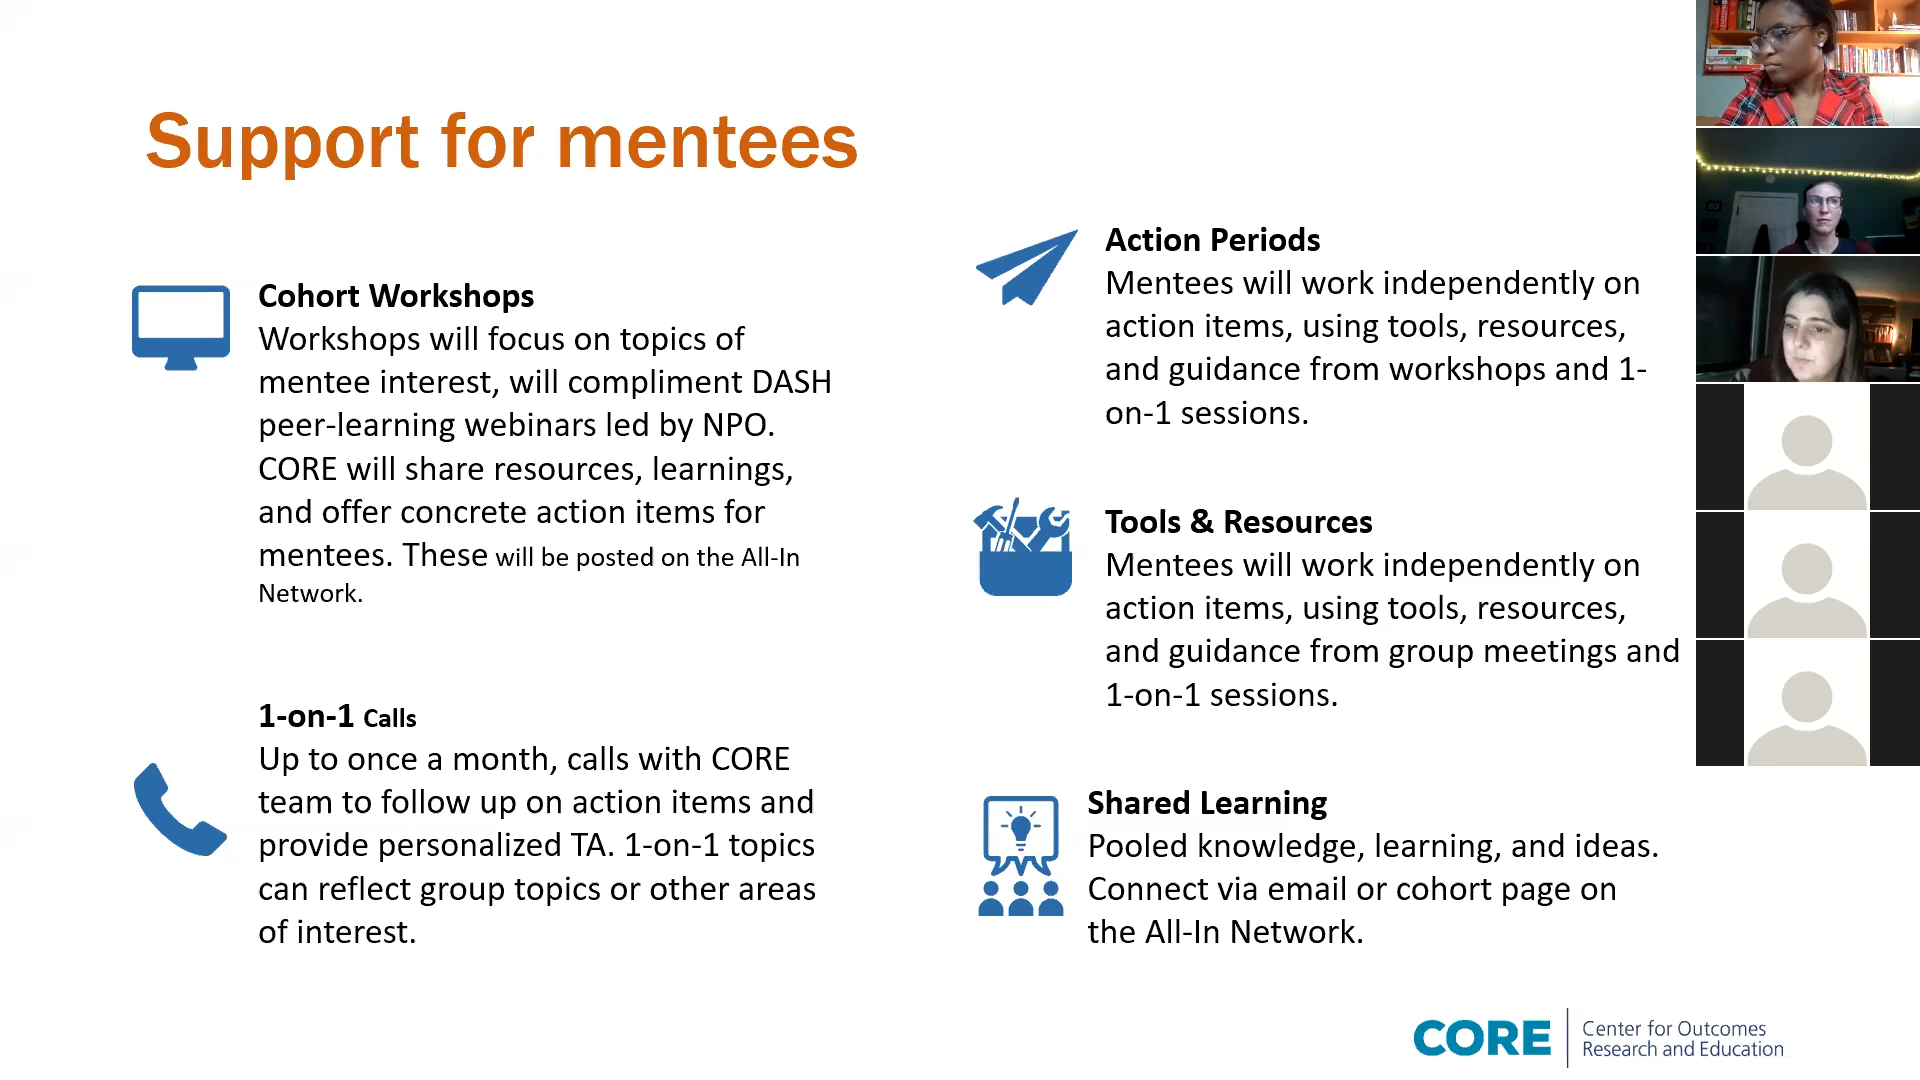 Support for mentees
Cohort Workshops
Workshops will focus on topics of
mentee interest, will compliment DASH
peer-learning webinars led by NPO.
CORE will share resources, learnings,
and offer concrete action items for
mentees. These will be posted on the All-In
Network.
1-on-1 Calls
Up to once a month, calls with CORE
team to follow up on action items and
provide personalized TA. 1-on-1 topics
can reflect group topics or other areas
of interest.
Action Periods
Mentees will work independently on
action items, using tools, resources,
and guidance from workshops and 1-
on-1 sessions.
Tools & Resources
Mentees will work independently on
action items, using tools, resources,
and guidance from group meetings and
1-on-1 sessions.
Shared Learning
Pooled knowledge, learning, and ideas.
Connect via email or cohort page on
the All-In Network.
CORE
Center for Outcomes
Research and Education